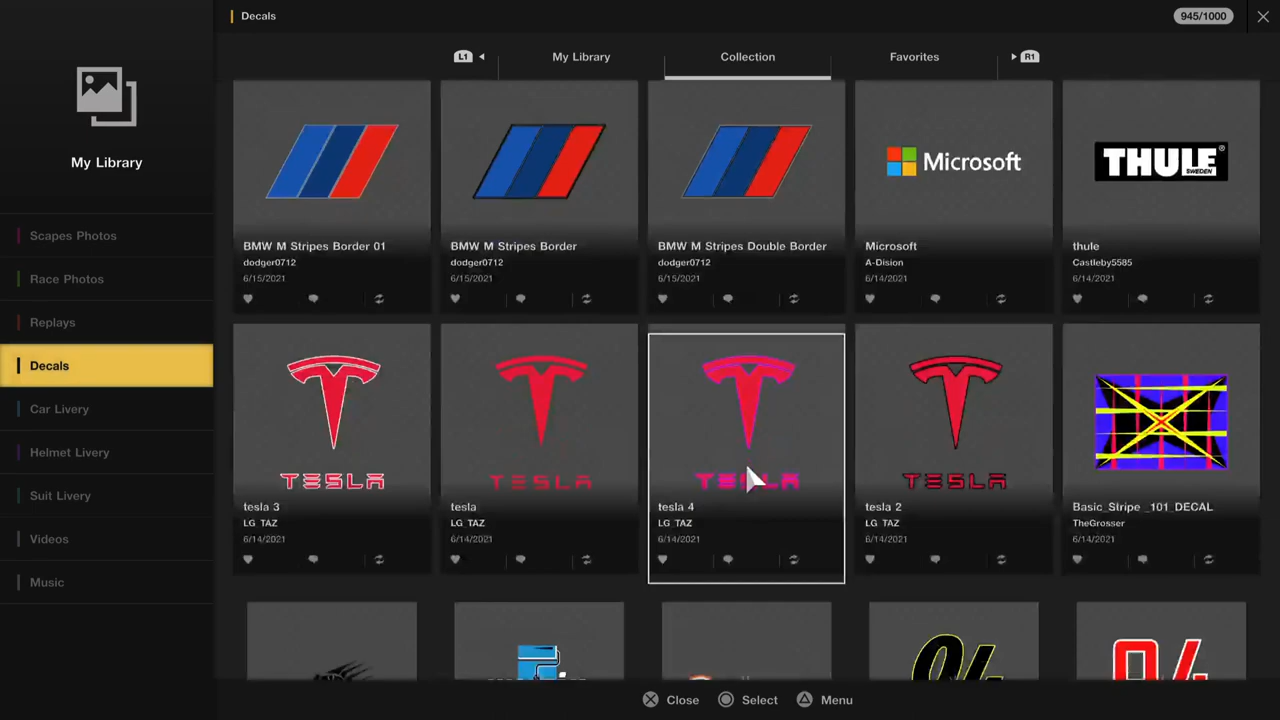 Decals
945/1000
L1
My Library
Collection
Favorites
R1
My Library
Scapes Photos
Race Photos
Replays
Decals
Car Livery
Helmet Livery
Suit Livery
Videos
Music
BMW M Stripes Border 01
dodger0712
6/15/2021
BMW M Stripes Border
dodger0712
6/15/2021
BMW M Stripes Double Border
dodger0712
6/15/2021
Microsoft
Microsoft
A-Dision
6/14/2021
THULE®
SWEDEN
thule
Castleby5585
6/14/2021
TESLA
tesla 3
LG_TAZ
6/14/2021
TESLA
tesla
LG_TAZ
6/14/2021
TESLA
tesla 4
LG_TAZ
6/14/2021
TESLA
tesla 2
LG_TAZ
6/14/2021
Basic_Stripe _101_DECAL
TheGrosser
6/14/2021
04
04
Close
Select
Menu